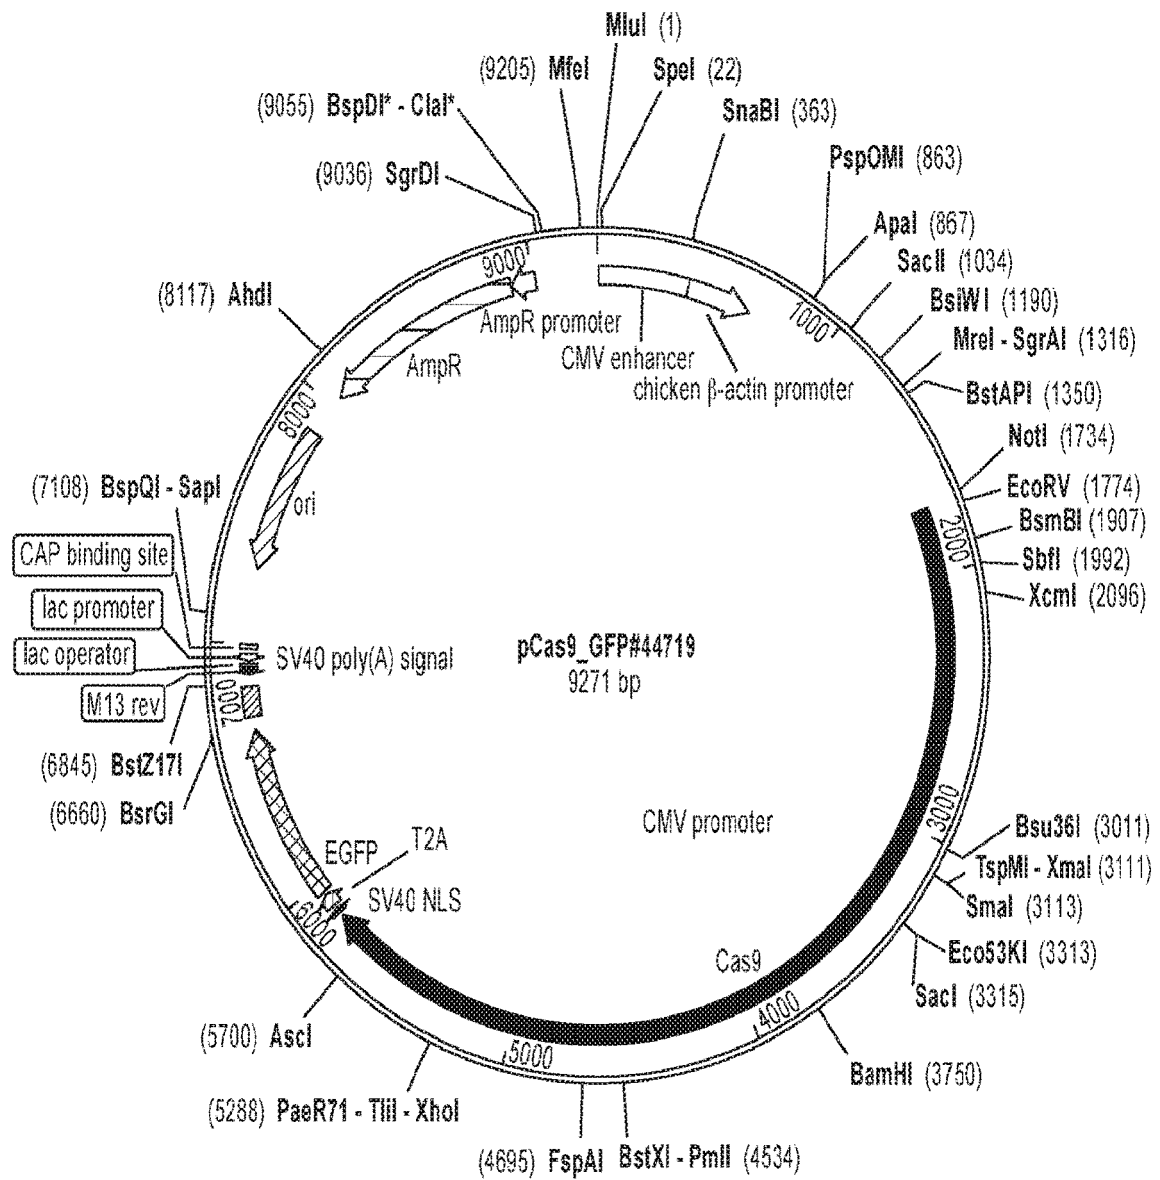 MluI (1)
(9205) MfeI
SpeI (22)
(9055) BspDI* - ClaI*
SnaBI (363)
(9036) SgrDI
PspOMI (863)
ApaI (867)
SacII (1034)
(8117) AhdI
BsiWI (1190)
MreI - SgrAI (1316)
BstAPI (1350)
NotI (1734)
(7108) BspQI - SapI
EcoRV (1774)
BsmBI (1907)
SbfI (1992)
XcmI (2096)
9000
1000
AmpR promoter
AmpR
CMV enhancer
chicken β-actin promoter
8000
ori
2000
CAP binding site
lac promoter
lac operator
M13 rev
SV40 poly(A) signal
pCas9_GFP#44719
9271 bp
7000
(6845) BstZ17I
(6660) BsrGI
CMV promoter
3000
Bsu36I (3011)
TspMI - XmaI (3111)
SmaI (3113)
Eco53KI (3313)
SacI (3315)
EGFP
T2A
SV40 NLS
6000
Cas9
4000
5000
(5700) AscI
BamHI (3750)
(5288) PaeR71 - TliI - XhoI
(4695) FspAI
BstXI - PmlI (4534)